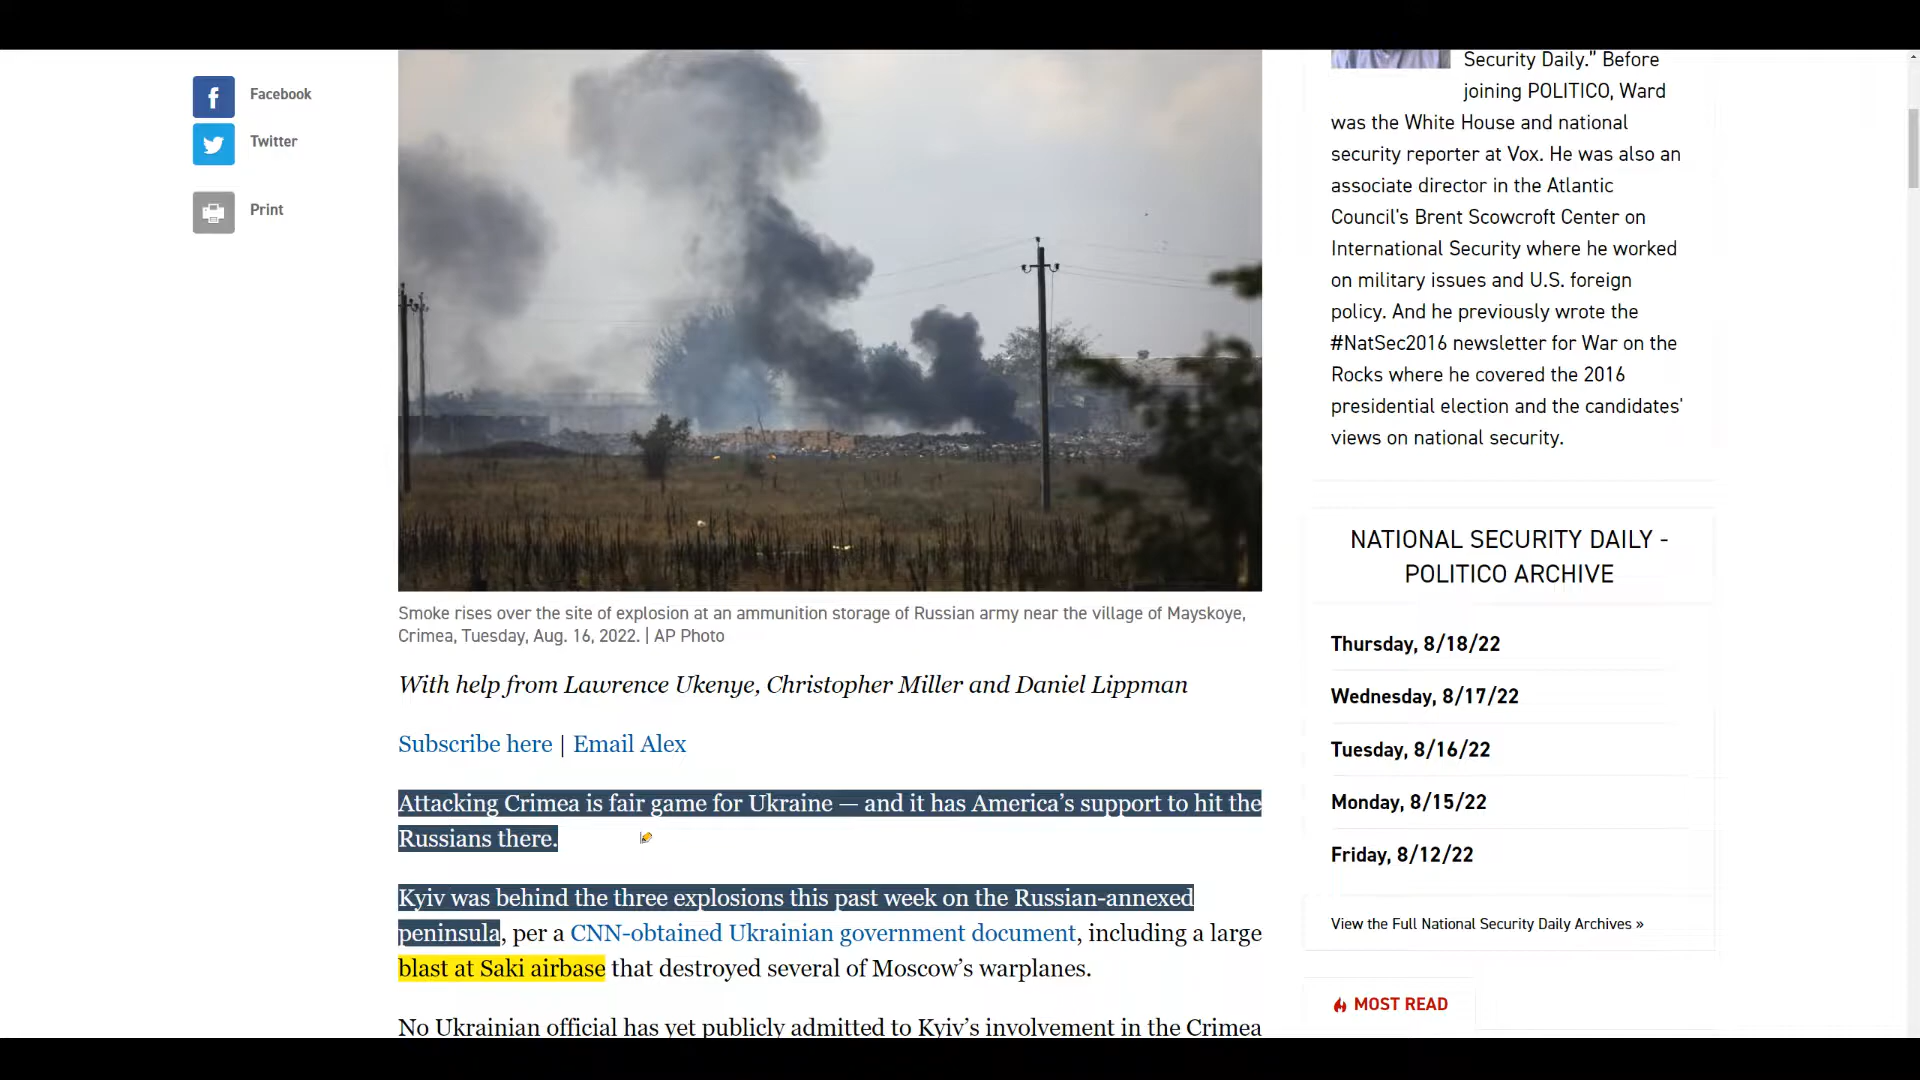 Facebook
Twitter
Print
Smoke rises over the site of explosion at an ammunition storage of Russian army near the village of Mayskoye,
Crimea, Tuesday, Aug. 16, 2022. | AP Photo
With help from Lawrence Ukenye, Christopher Miller and Daniel Lippman
Subscribe here | Email Alex
Attacking Crimea is fair game for Ukraine — and it has America’s support to hit the
Russians there.
Kyiv was behind the three explosions this past week on the Russian-annexed
peninsula, per a CNN-obtained Ukrainian government document, including a large
blast at Saki airbase that destroyed several of Moscow’s warplanes.
No Ukrainian official has yet publicly admitted to Kyiv’s involvement in the Crimea
Security Daily." Before
joining POLITICO, Ward
was the White House and national
security reporter at Vox. He was also an
associate director in the Atlantic
Council's Brent Scowcroft Center on
International Security where he worked
on military issues and U.S. foreign
policy. And he previously wrote the
#NatSec2016 newsletter for War on the
Rocks where he covered the 2016
presidential election and the candidates'
views on national security.
NATIONAL SECURITY DAILY -
POLITICO ARCHIVE
Thursday, 8/18/22
Wednesday, 8/17/22
Tuesday, 8/16/22
Monday, 8/15/22
Friday, 8/12/22
View the Full National Security Daily Archives »
MOST READ